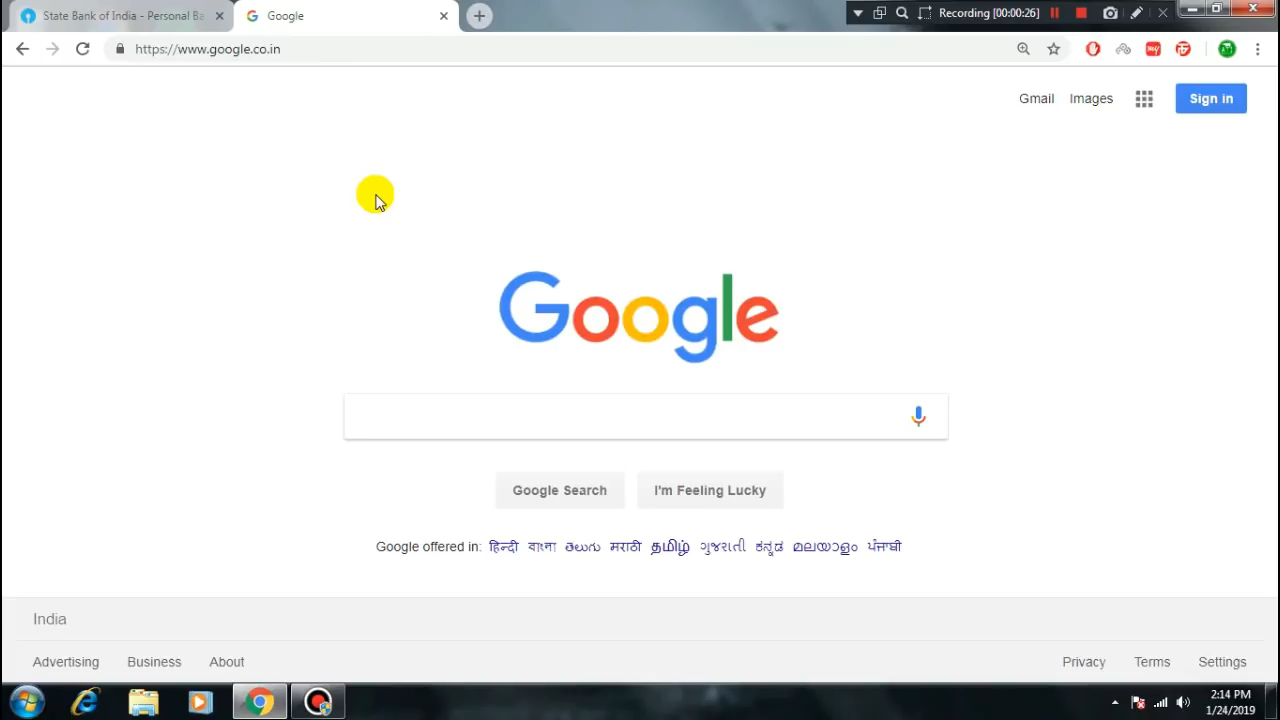 State Bank of India - Personal Ba
Google
Recording [00:00:26]
https://www.google.co.in
Gmail Images Sign in
Google
Google Search I'm Feeling Lucky
Google offered in: हिन्दी বাংলা తెలుగు मराठी தமிழ் ગુજરાતી ಕನ್ನಡ മലയാളം ਪੰਜਾਬੀ
India
Advertising Business About Privacy Terms Settings
2:14 PM
1/24/2019